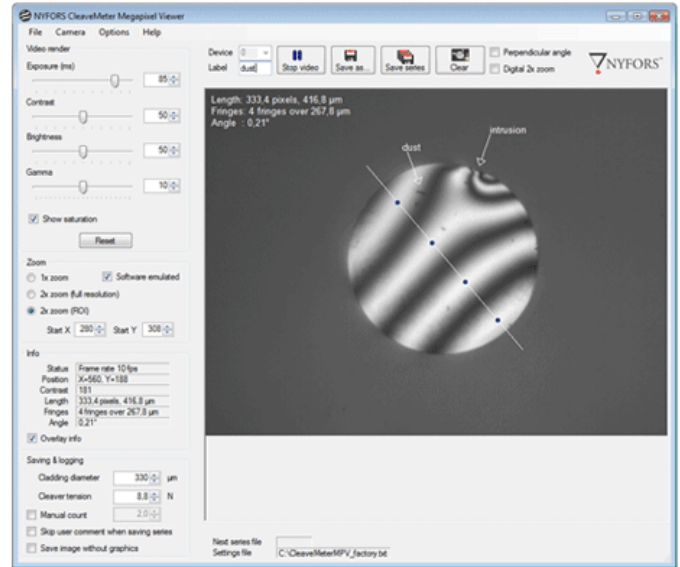 NYFORS CleaveMeter Megapixel Viewer
File Camera Options Help
Video render
Exposure (ms)
85
Contrast
50
Brightness
50
Gamma
10
Show saturation
Reset
Zoom
1x zoom Software emulated
2x zoom (full resolution)
2x zoom (ROI)
Start X 280 Start Y 308
Info
Status Frame rate 10 fps
Position X=560, Y=188
Contrast 181
Length 333,4 pixels, 416,8 µm
Fringes 4 fringes over 267,8 µm
Angle 0,21°
Overlay info
Saving & logging
Cladding diameter 330 µm
Cleaver tension 8,8 N
Manual count 2,0
Skip user comment when saving series
Save image without graphics
Device 0
Label dust
Stop video Save as... Save series Clear
Perpendicular angle
Digital 2x zoom
NYFORS™
Length: 333,4 pixels, 416,8 µm
Fringes: 4 fringes over 267,8 µm
Angle : 0,21°
dust
intrusion
Next series file
Settings file C:\CleaveMeterMPV_factory.txt